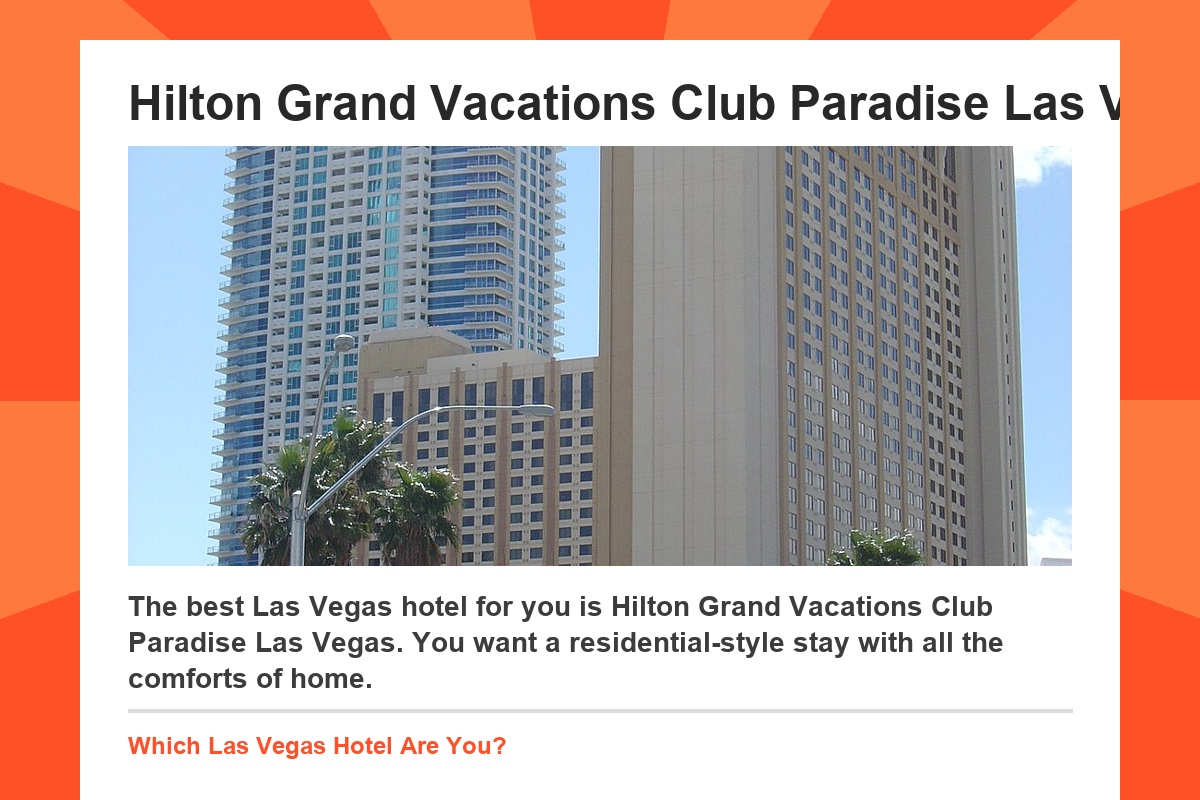 Hilton Grand Vacations Club Paradise Las V
The best Las Vegas hotel for you is Hilton Grand Vacations Club
Paradise Las Vegas. You want a residential-style stay with all the
comforts of home.
Which Las Vegas Hotel Are You?